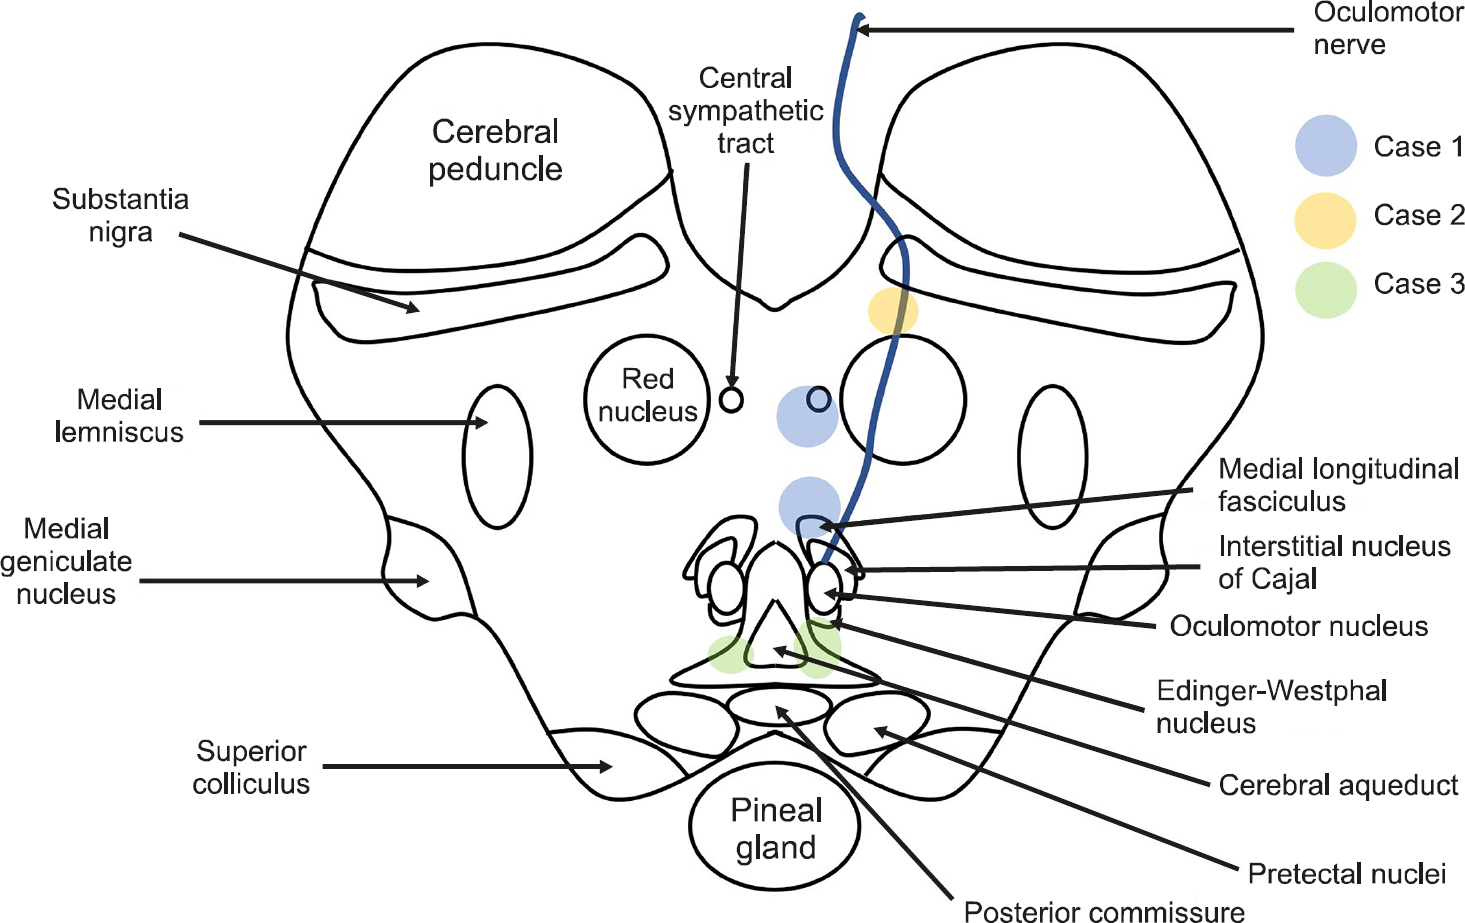 Oculomotor
nerve
Central
sympathetic
tract
Cerebral
peduncle
Case 1
Case 2
Case 3
Substantia
nigra
Red
nucleus
Medial
lemniscus
Medial longitudinal
fasciculus
Medial
geniculate
nucleus
Interstitial nucleus
of Cajal
Oculomotor nucleus
Edinger-Westphal
nucleus
Superior
colliculus
Cerebral aqueduct
Pineal
gland
Pretectal nuclei
Posterior commissure